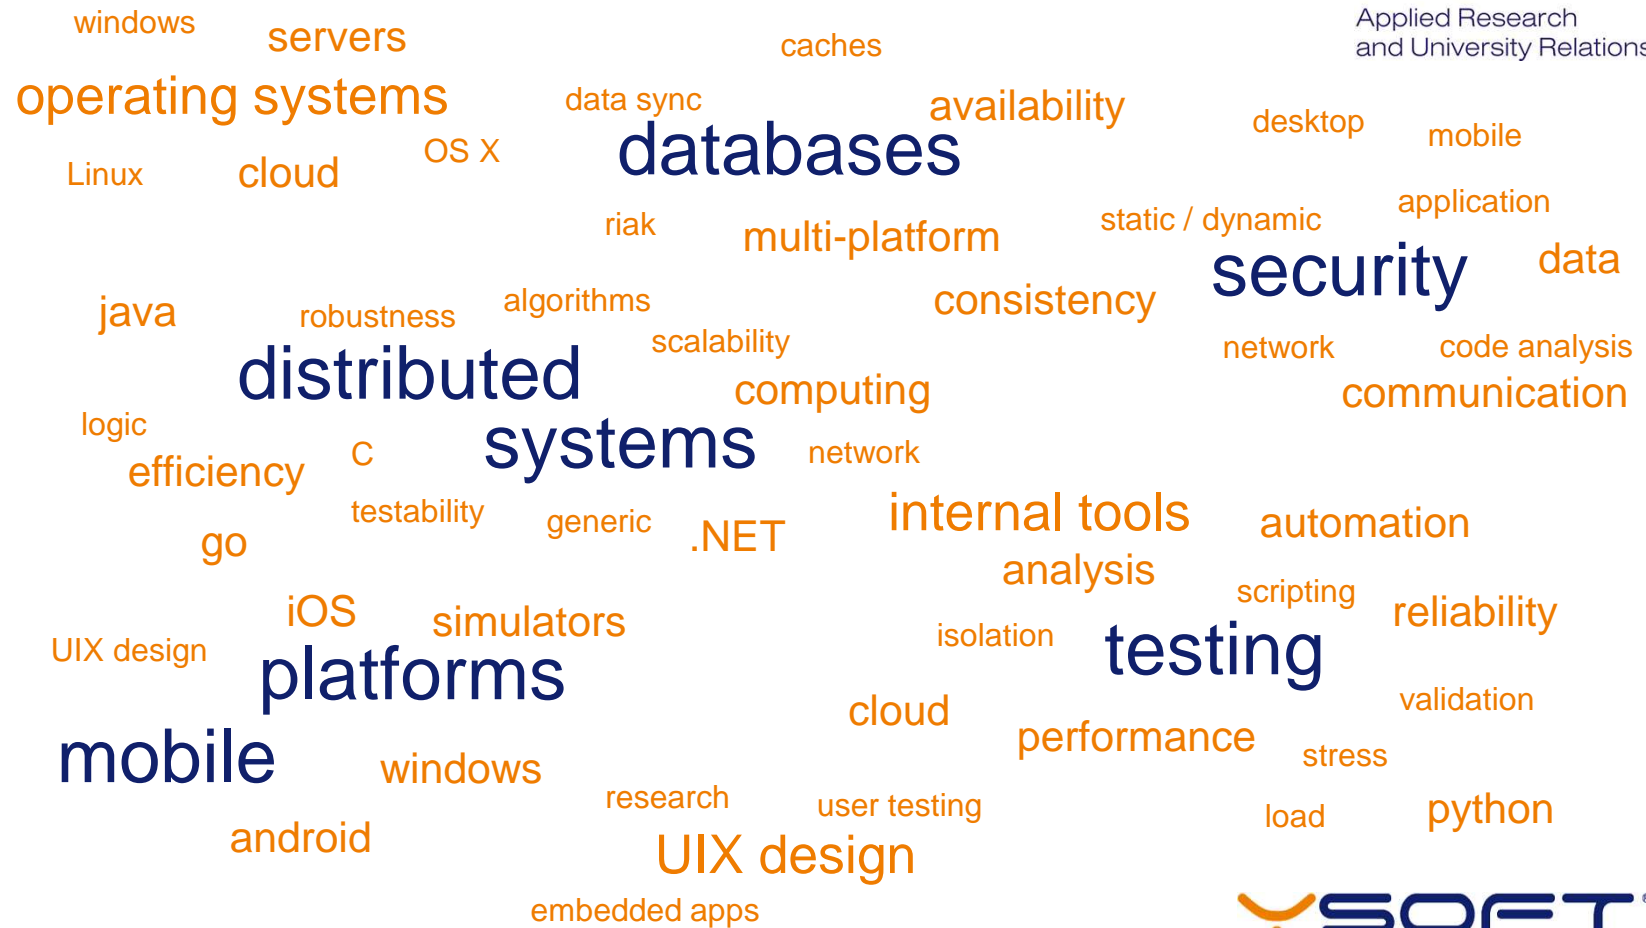 windows
servers
caches
Applied Research
and University Relations
operating systems
data sync
availability
desktop
mobile
databases
OS X
Linux
cloud
application
riak
multi-platform
static / dynamic
security
data
java
robustness
algorithms
consistency
scalability
network
code analysis
distributed
computing
communication
logic
systems
efficiency
C
network
testability
generic
.NET
internal tools
automation
go
analysis
scripting
iOS
simulators
reliability
UIX design
platforms
isolation
testing
cloud
validation
mobile
windows
performance
stress
research
user testing
load
python
android
UIX design
embedded apps
YSOFT®